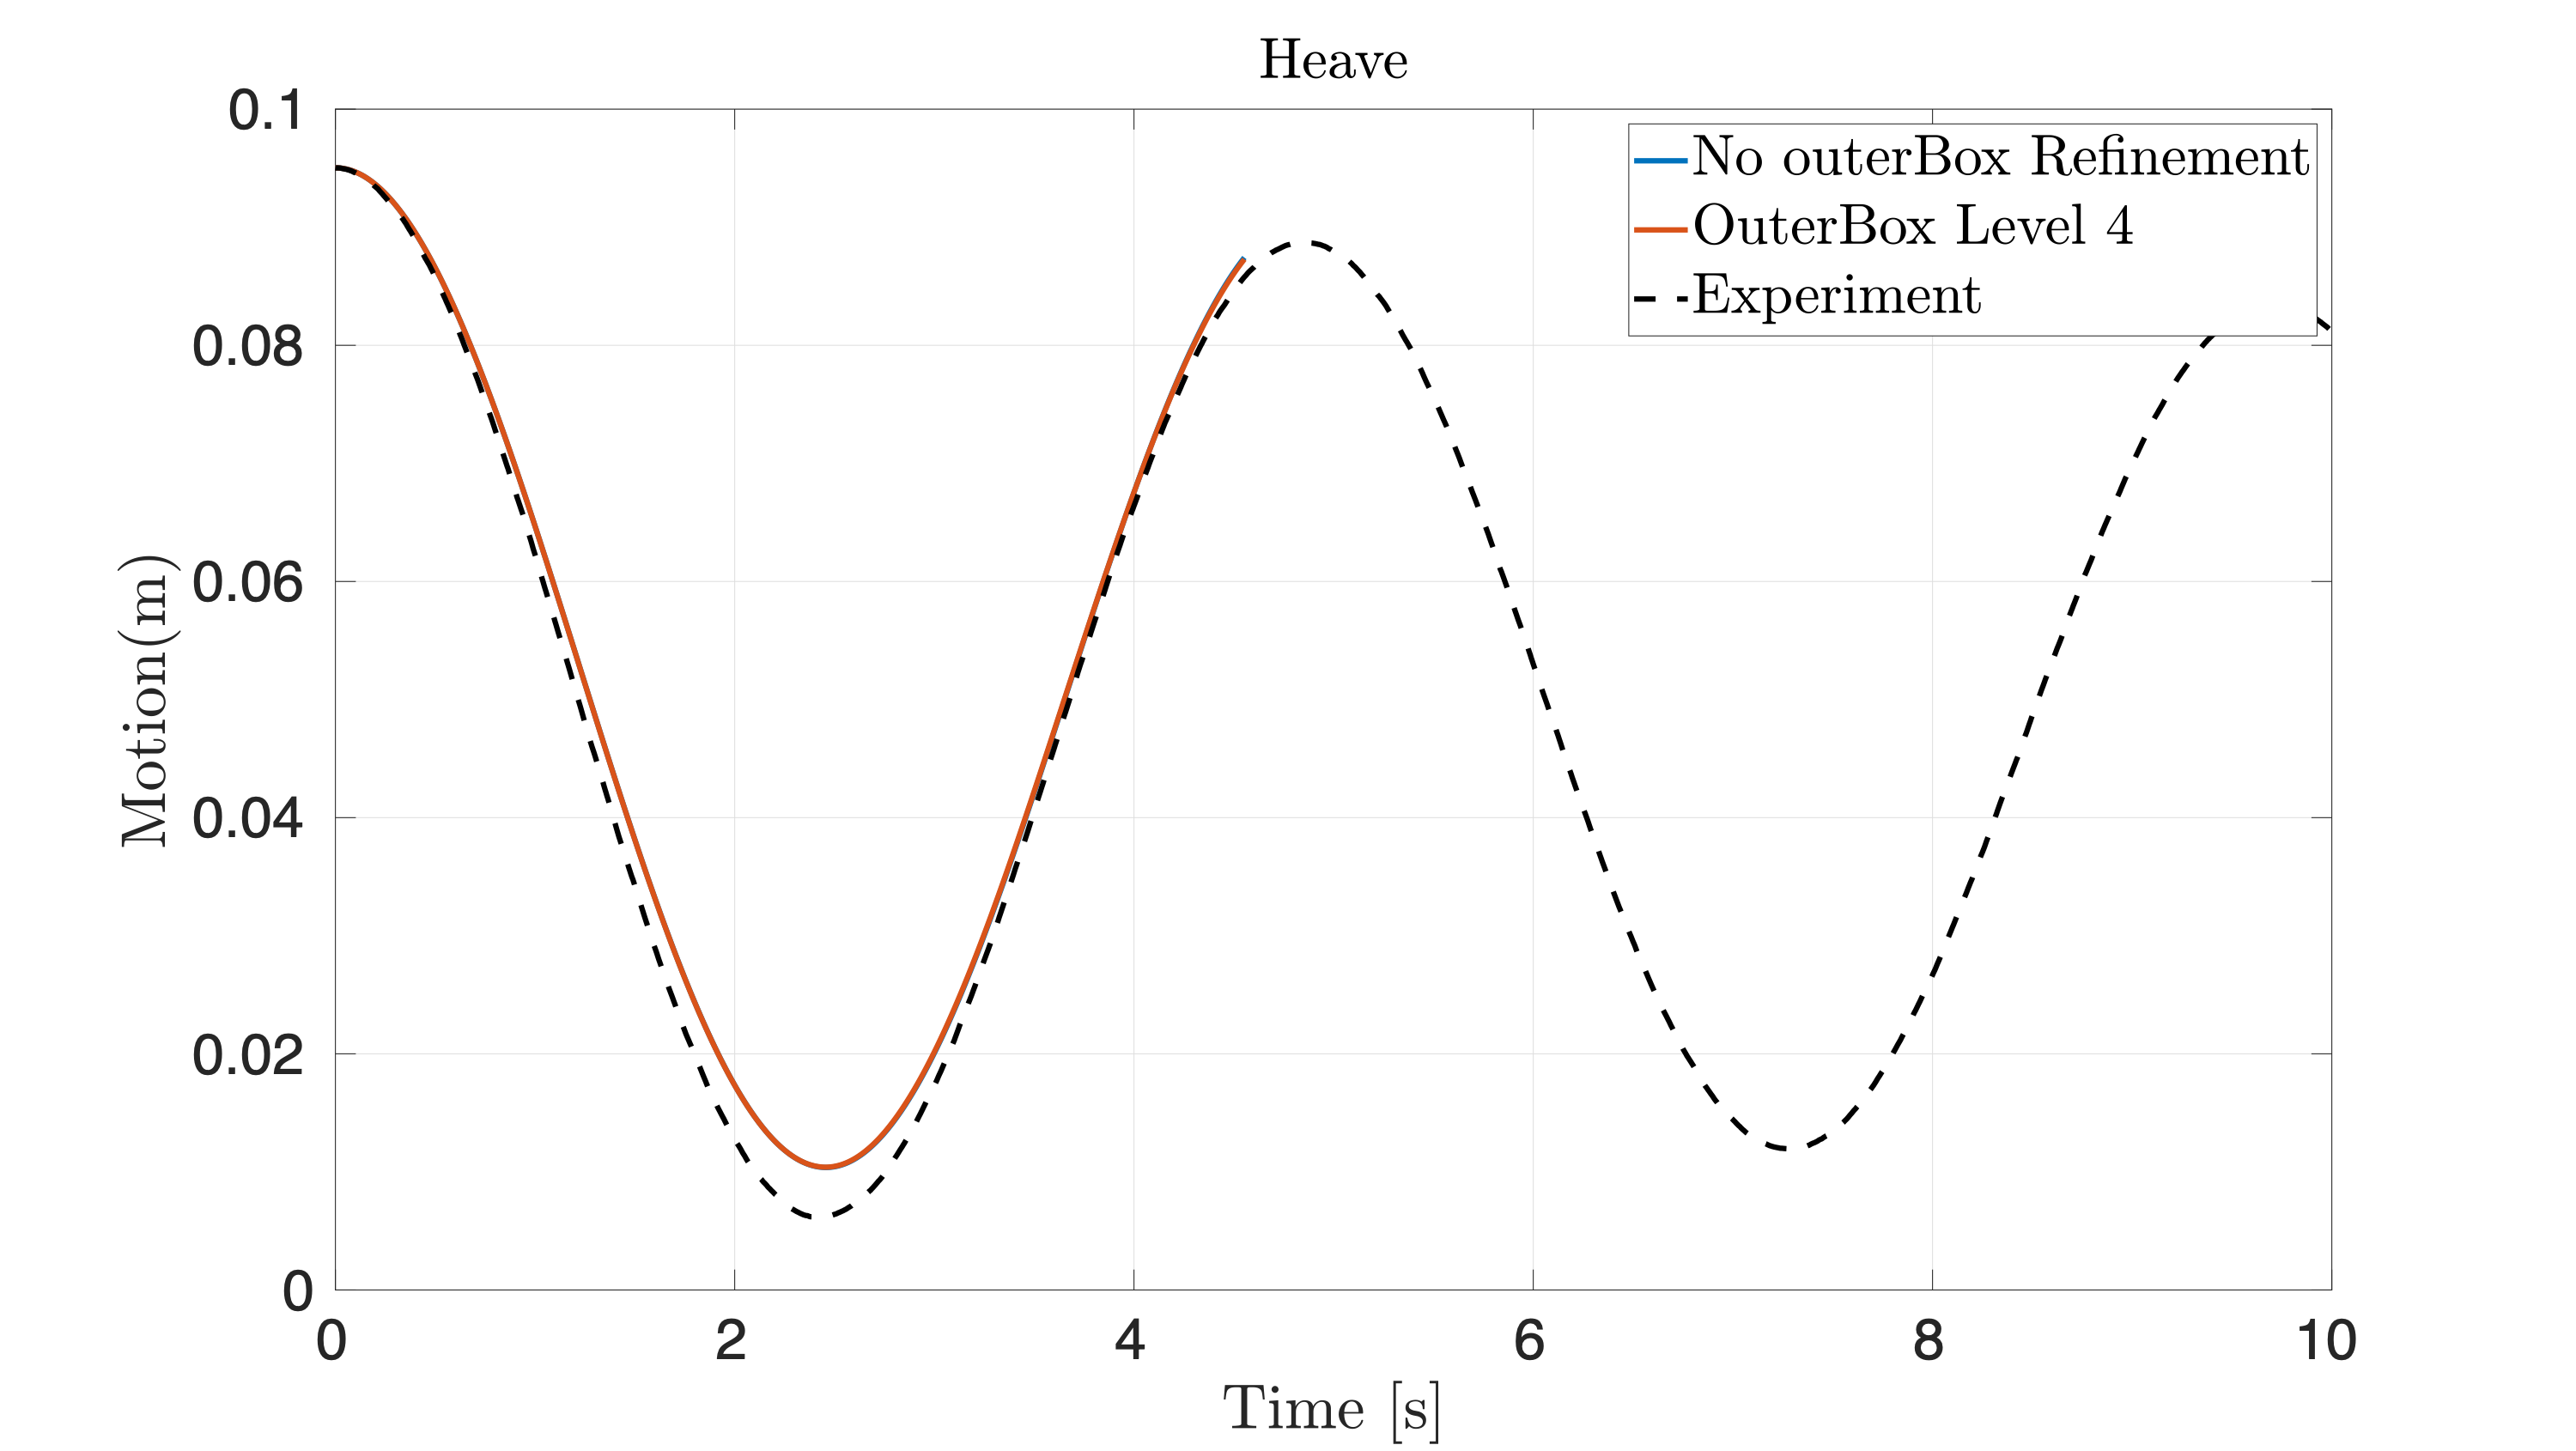 Heave
0.1
0.08
0.06
0.04
0.02
0
Motion(m)
No outerBox Refinement
OuterBox Level 4
Experiment
0 2 4 6 8 10
Time [s]